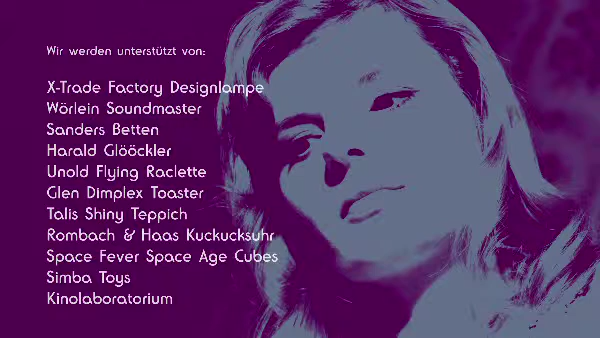 Wir werden unterstützt von:
X-Trade Factory Designlampe
Wörlein Soundmaster
Sanders Betten
Harald Glööckler
Unold Flying Raclette
Glen Dimplex Toaster
Talis Shiny Teppich
Rombach & Haas Kuckucksuhr
Space Fever Space Age Cubes
Simba Toys
Kinolaboratorium